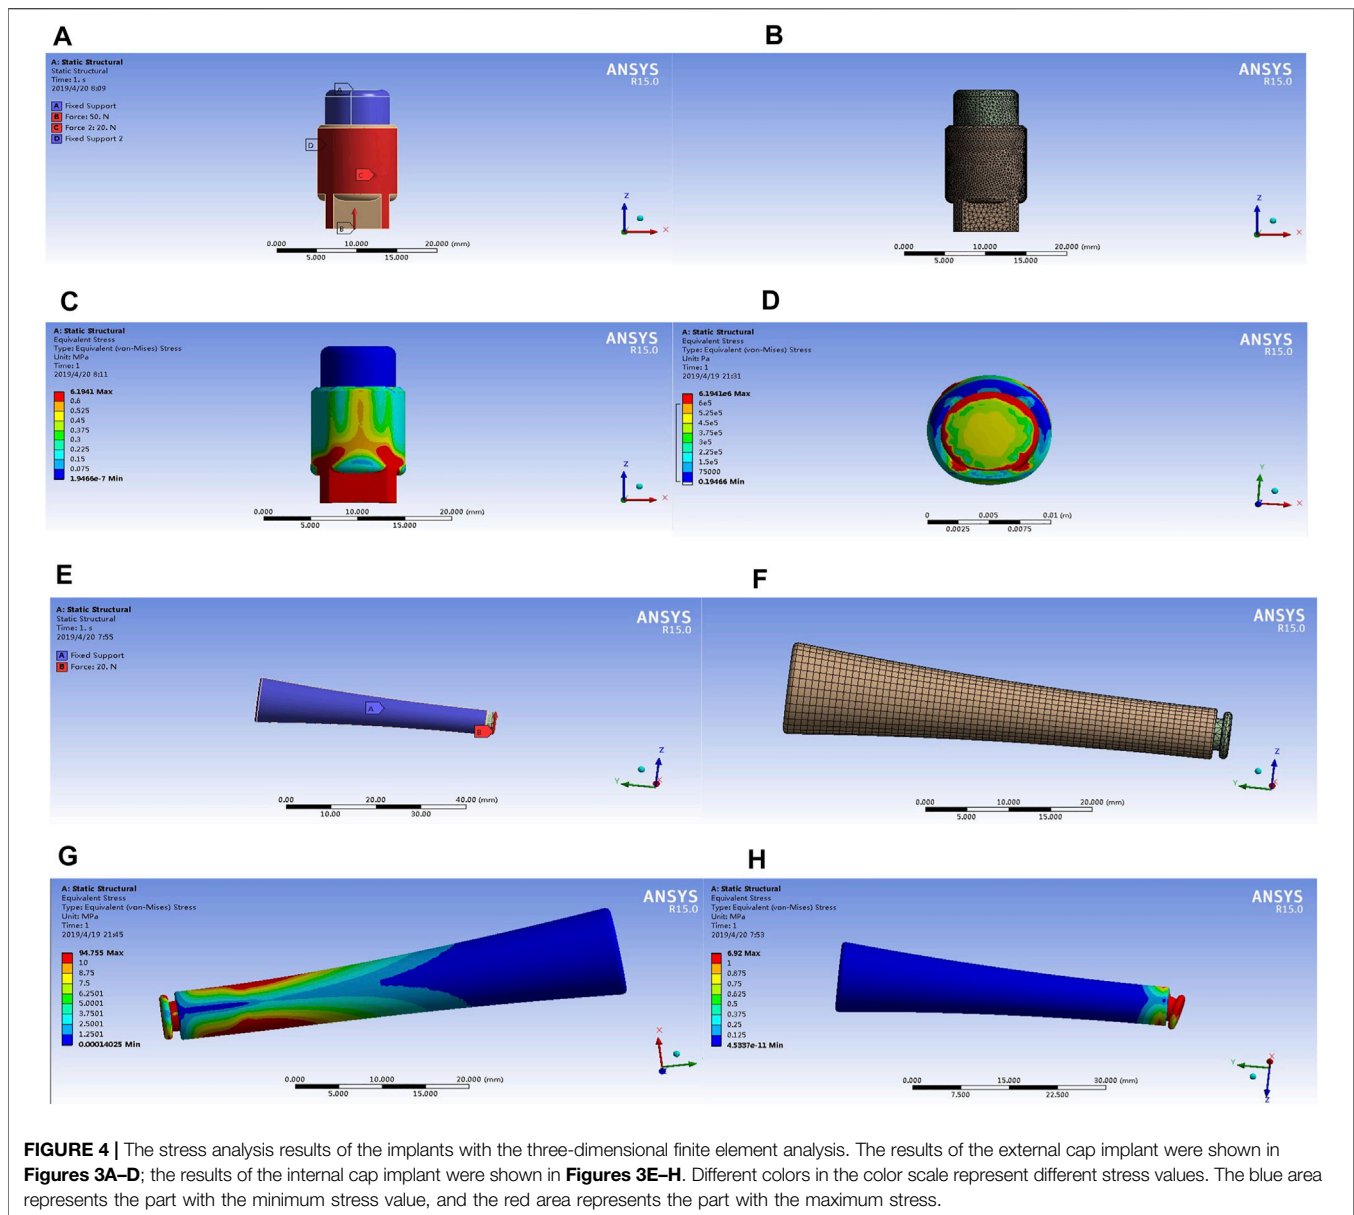 A
A: Static Structural
Static Structural
Time: 1. s
2019/4/20 8:09
A Fixed Support
B Force: 50. N
C Force 2: 20. N
D Fixed Support 2
ANSYS
R15.0
A
D
C
B
Z
X
0.000 10.000 20.000 (mm)
5.000 15.000
B
ANSYS
R15.0
Z
X
0.000 10.000 20.000 (mm)
5.000 15.000
C
A: Static Structural
Equivalent Stress
Type: Equivalent (von-Mises) Stress
Unit: MPa
Time: 1
2019/4/20 8:11
6.1941 Max
0.6
0.525
0.45
0.375
0.3
0.225
0.15
0.075
1.9466e-7 Min
ANSYS
R15.0
Z
X
0.000 10.000 20.000 (mm)
5.000 15.000
D
A: Static Structural
Equivalent Stress
Type: Equivalent (von-Mises) Stress
Unit: Pa
Time: 1
2019/4/19 21:31
6.1941e6 Max
6e5
5.25e5
4.5e5
3.75e5
3e5
2.25e5
1.5e5
75000
0.19466 Min
ANSYS
R15.0
Y
X
0 0.005 0.01 (m)
0.0025 0.0075
E
A: Static Structural
Static Structural
Time: 1. s
2019/4/20 7:55
A Fixed Support
B Force: 20. N
ANSYS
R15.0
A
B
Z
Y
X
0.00 20.00 40.00 (mm)
10.00 30.00
F
ANSYS
R15.0
Z
Y
X
0.000 10.000 20.000 (mm)
5.000 15.000
G
A: Static Structural
Equivalent Stress
Type: Equivalent (von-Mises) Stress
Unit: MPa
Time: 1
2019/4/19 21:45
94.755 Max
10
8.75
7.5
6.2501
5.0001
3.7501
2.5001
1.2501
0.00014025 Min
ANSYS
R15.0
X
Y
Z
0.000 10.000 20.000 (mm)
5.000 15.000
H
A: Static Structural
Equivalent Stress
Type: Equivalent (von-Mises) Stress
Unit: MPa
Time: 1
2019/4/20 7:53
6.92 Max
1
0.875
0.75
0.625
0.5
0.375
0.25
0.125
4.5337e-11 Min
ANSYS
R15.0
X
Y
Z
0.000 15.000 30.000 (mm)
7.500 22.500
FIGURE 4 | The stress analysis results of the implants with the three-dimensional finite element analysis. The results of the external cap implant were shown in
Figures 3A–D; the results of the internal cap implant were shown in Figures 3E–H. Different colors in the color scale represent different stress values. The blue area
represents the part with the minimum stress value, and the red area represents the part with the maximum stress.